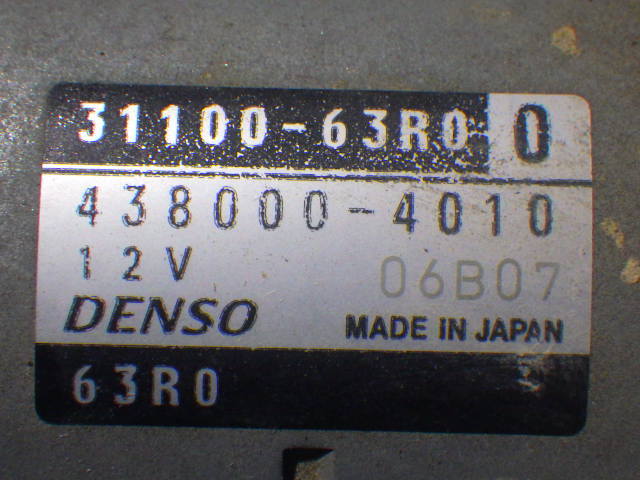 31100-63R0 0
438000-4010
12V 06B07
DENSO MADE IN JAPAN
63R0